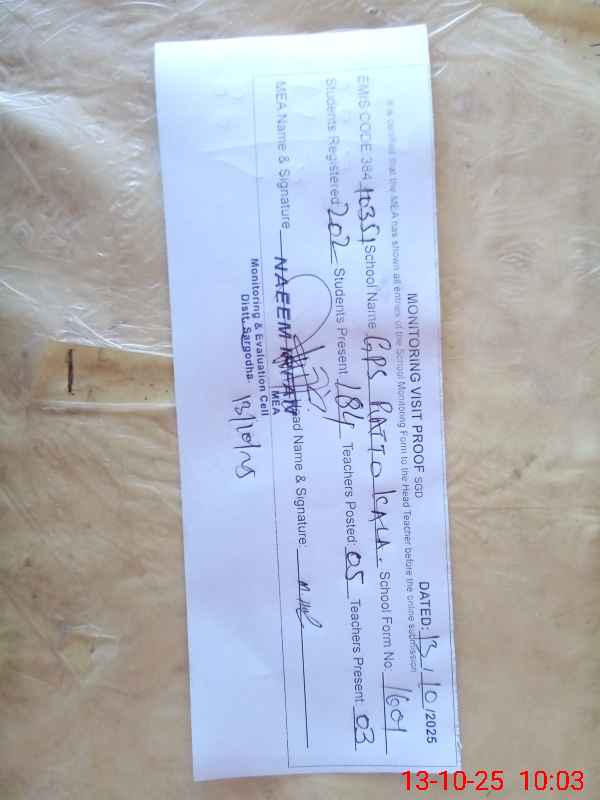 MONITORING VISIT PROOF SGD
DATED: 13/10/2025
It is certified that the MEA has shown all entries of the School Monitoring Form to the Head Teacher before the online submission
EMIS CODE 384 10351 School Name GPS RATTO KALA. School Form No. 1601
Students Registered 202 Students Present 184 Teachers Posted: 05 Teachers Present 03
MEA Name & Signature NAEEM Head Name & Signature:
MEA
Monitoring & Evaluation Cell
Distt. Sargodha. 13/10/25
13-10-25 10:03